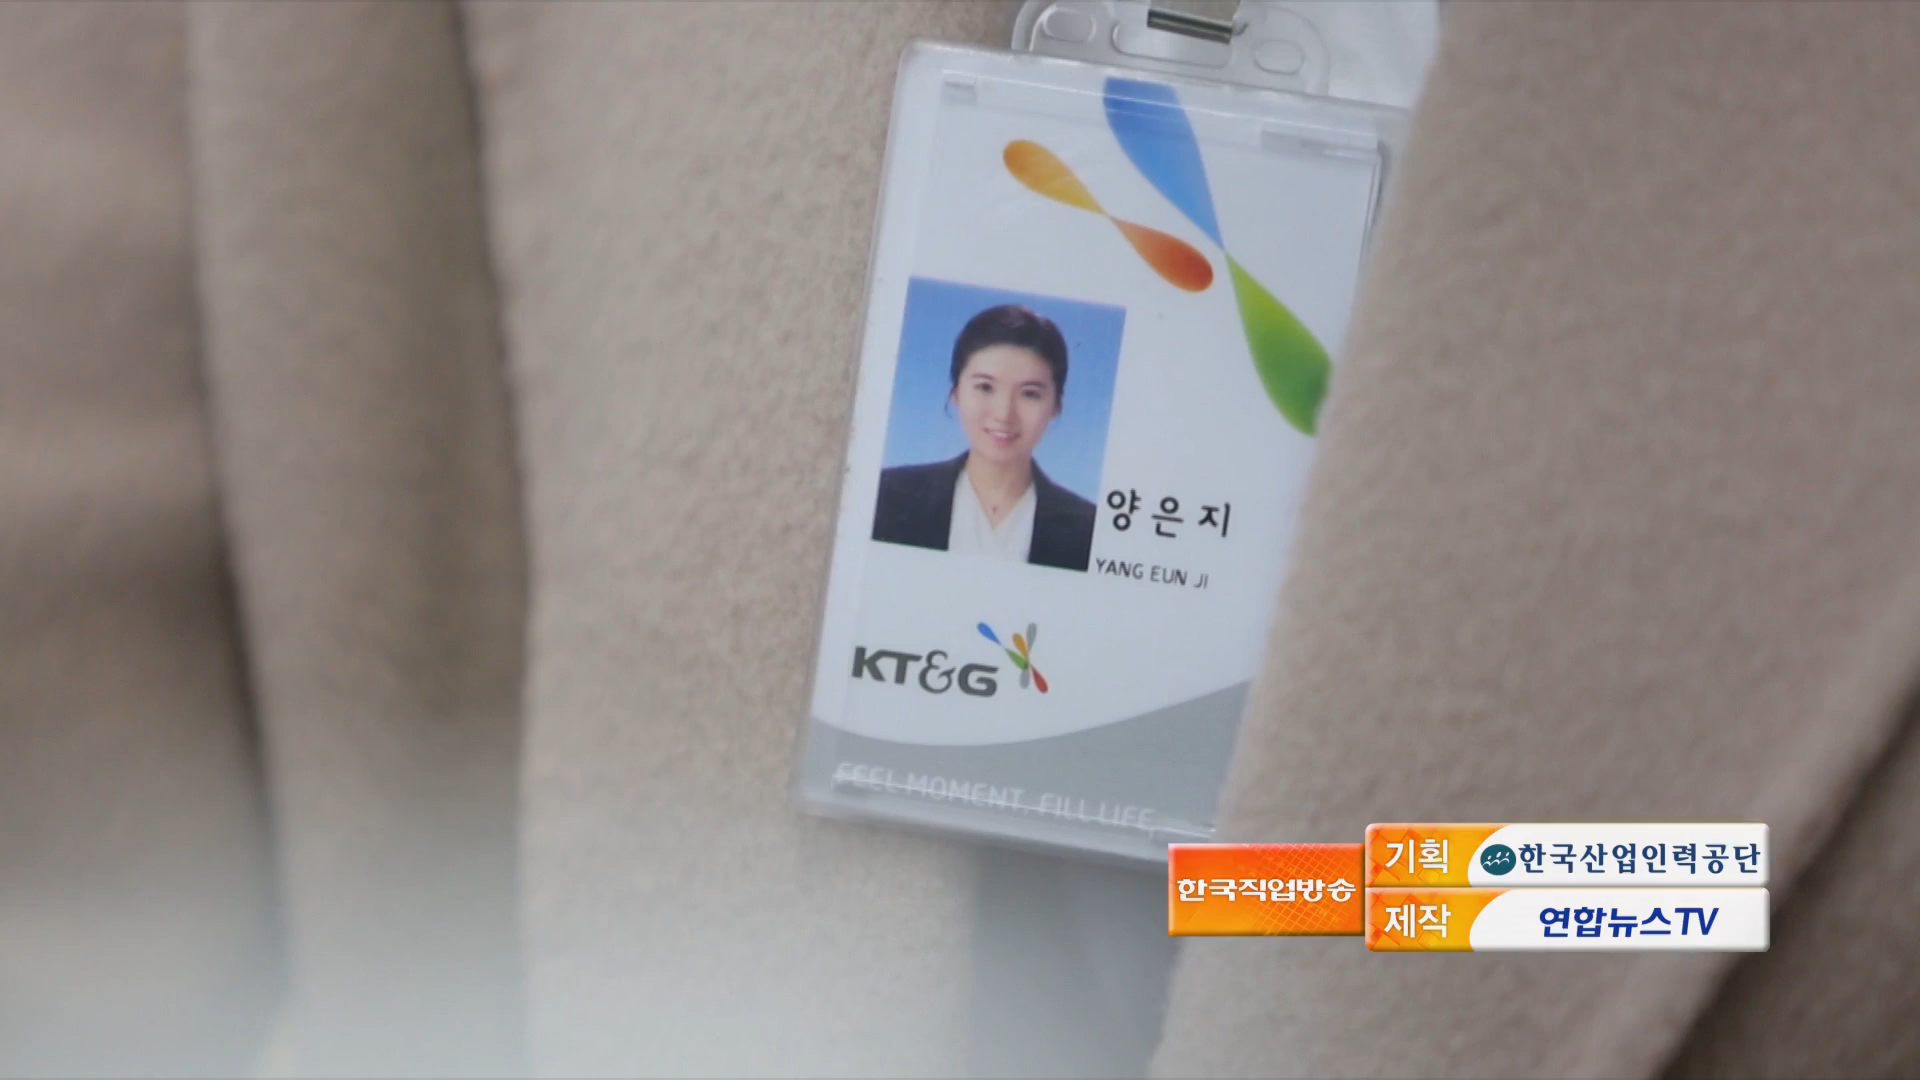 양 은 지
YANG EUN JI
KT&G
FEEL MOMENT, FILL LIFE,
한국직업방송
기획 한국산업인력공단
제작 연합뉴스TV